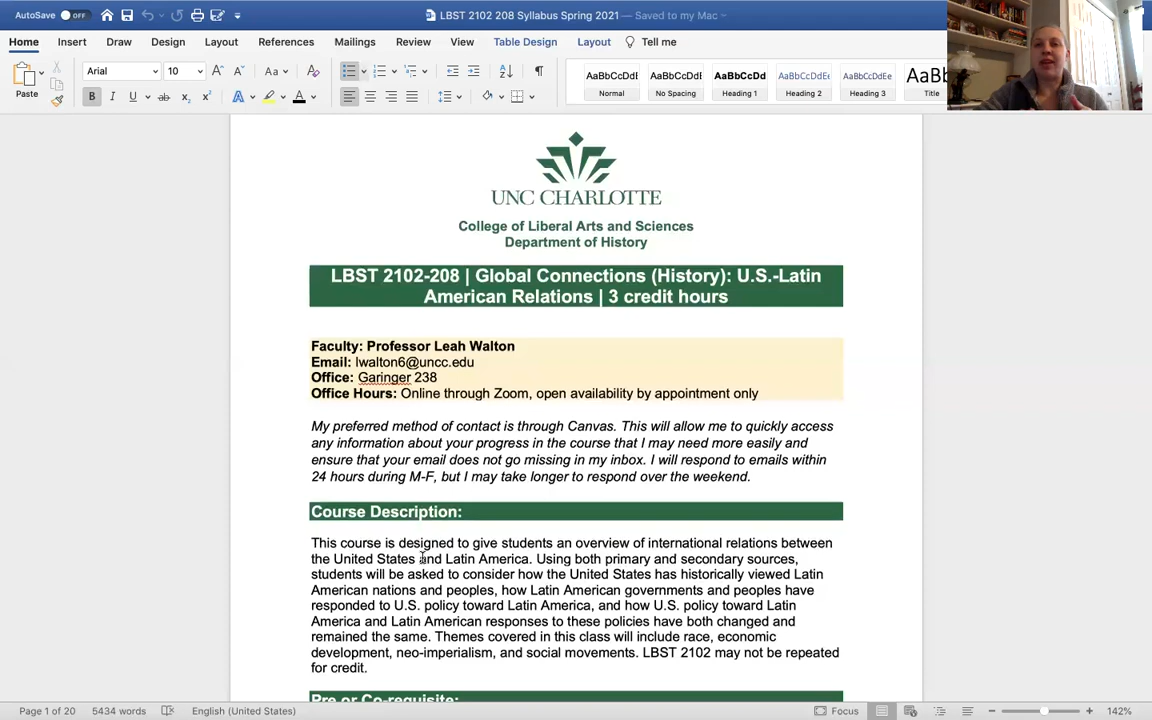 AutoSave OFF LBST 2102 208 Syllabus Spring 2021 — Saved to my Mac
Home Insert Draw Design Layout References Mailings Review View Table Design Layout Tell me
Paste
Arial 10
AaBbCcDdE AaBbCcDdE AaBbCcDd AaBbCcDdEe AaBbCcDdEe AaBb
Normal No Spacing Heading 1 Heading 2 Heading 3 Title
UNC CHARLOTTE
College of Liberal Arts and Sciences
Department of History
LBST 2102-208 | Global Connections (History): U.S.-Latin
American Relations | 3 credit hours
Faculty: Professor Leah Walton
Email: lwalton6@uncc.edu
Office: Garinger 238
Office Hours: Online through Zoom, open availability by appointment only
My preferred method of contact is through Canvas. This will allow me to quickly access
any information about your progress in the course that I may need more easily and
ensure that your email does not go missing in my inbox. I will respond to emails within
24 hours during M-F, but I may take longer to respond over the weekend.
Course Description:
This course is designed to give students an overview of international relations between
the United States and Latin America. Using both primary and secondary sources,
students will be asked to consider how the United States has historically viewed Latin
American nations and peoples, how Latin American governments and peoples have
responded to U.S. policy toward Latin America, and how U.S. policy toward Latin
America and Latin American responses to these policies have both changed and
remained the same. Themes covered in this class will include race, economic
development, neo-imperialism, and social movements. LBST 2102 may not be repeated
for credit.
Pre or Co-requisite:
Page 1 of 20 5434 words English (United States) Focus 142%